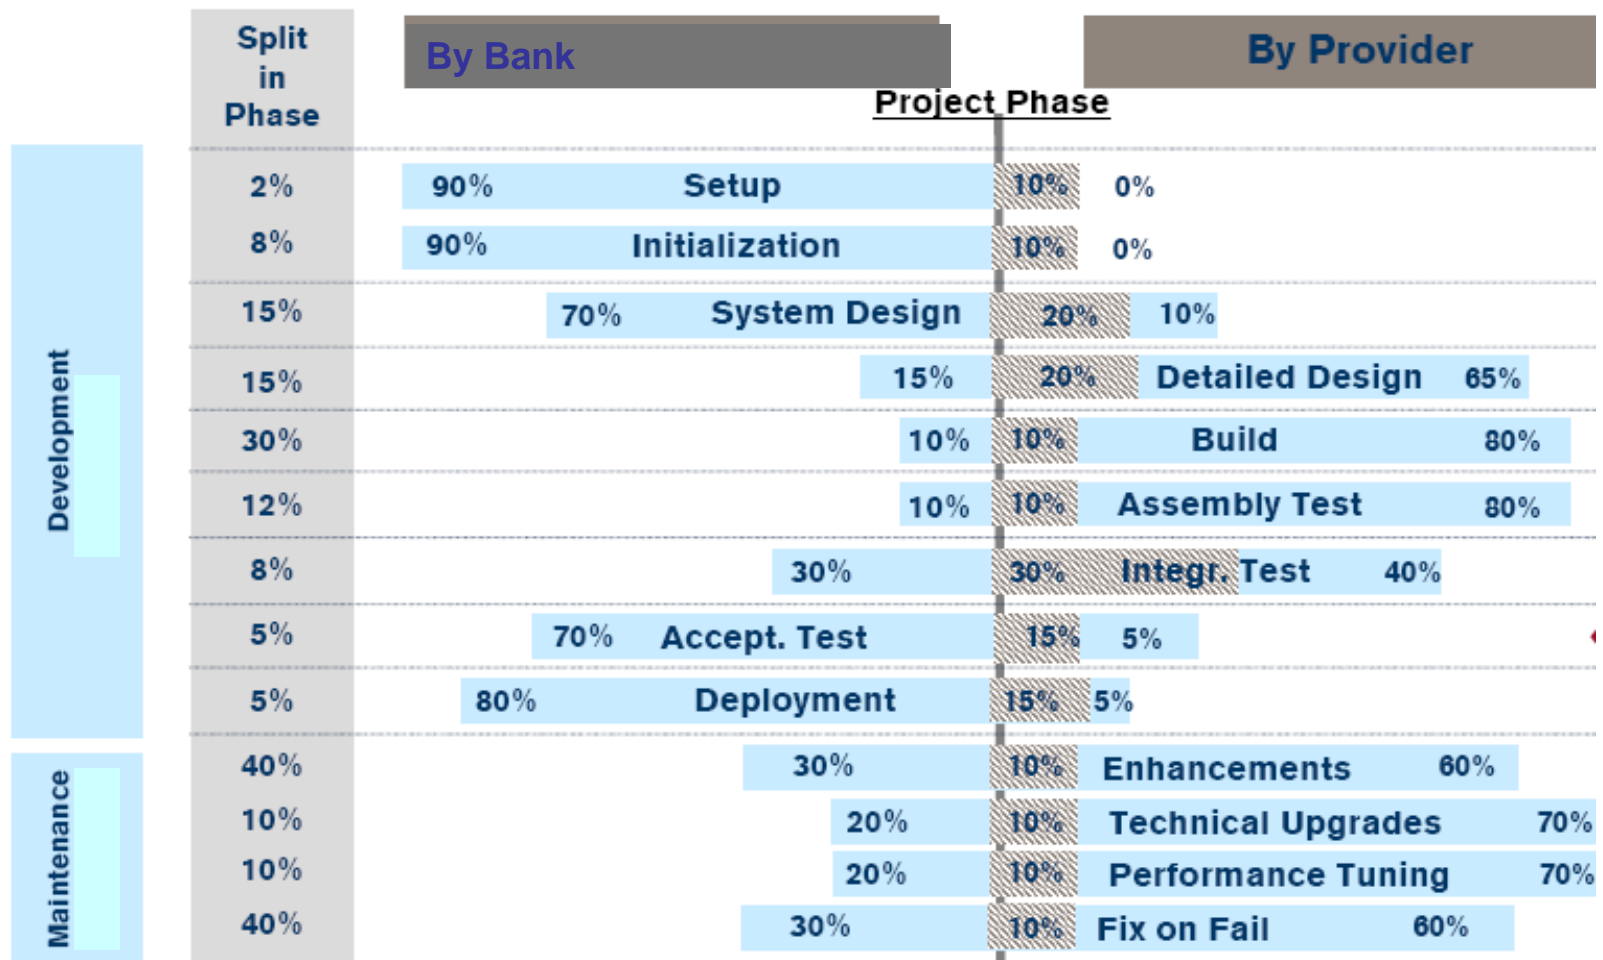 Split
in
Phase
By Bank
By Provider
Project Phase
Development
2% 90% Setup 10% 0%
8% 90% Initialization 10% 0%
15% 70% System Design 20% 10%
15% 15% 20% Detailed Design 65%
30% 10% 10% Build 80%
12% 10% 10% Assembly Test 80%
8% 30% 30% Integr. Test 40%
5% 70% Accept. Test 15% 5%
5% 80% Deployment 15% 5%
Maintenance
40% 30% 10% Enhancements 60%
10% 20% 10% Technical Upgrades 70%
10% 20% 10% Performance Tuning 70%
40% 30% 10% Fix on Fail 60%